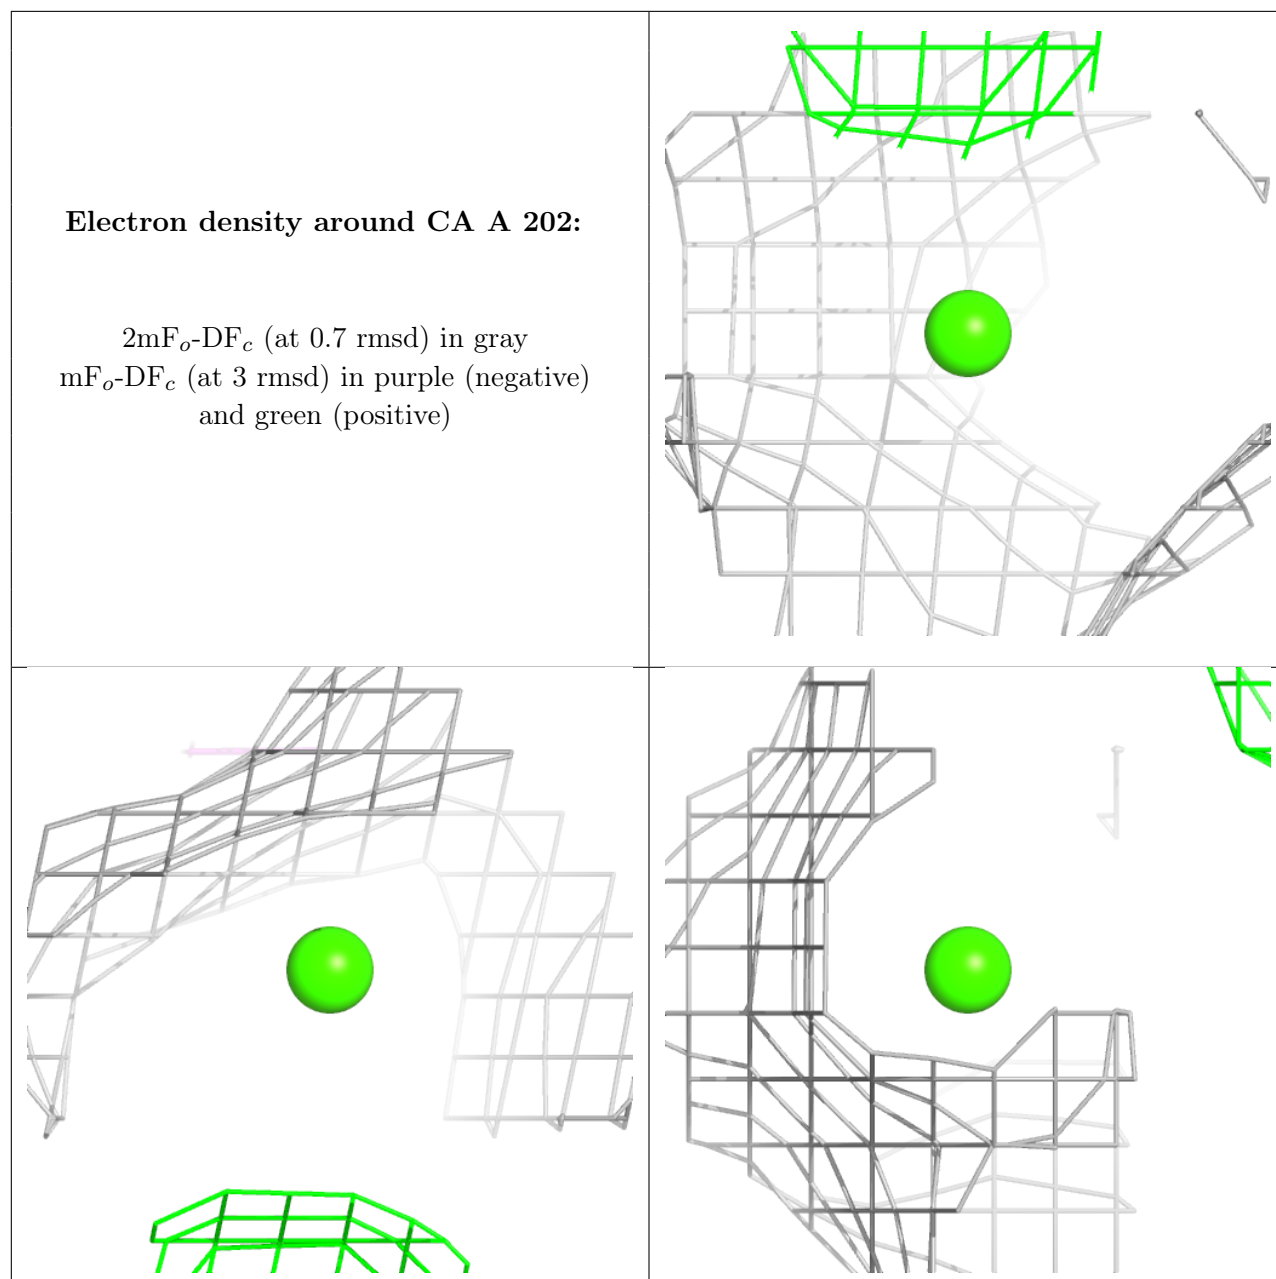 Electron density around CA A 202:
2mFo-DFc (at 0.7 rmsd) in gray
mFo-DFc (at 3 rmsd) in purple (negative)
and green (positive)